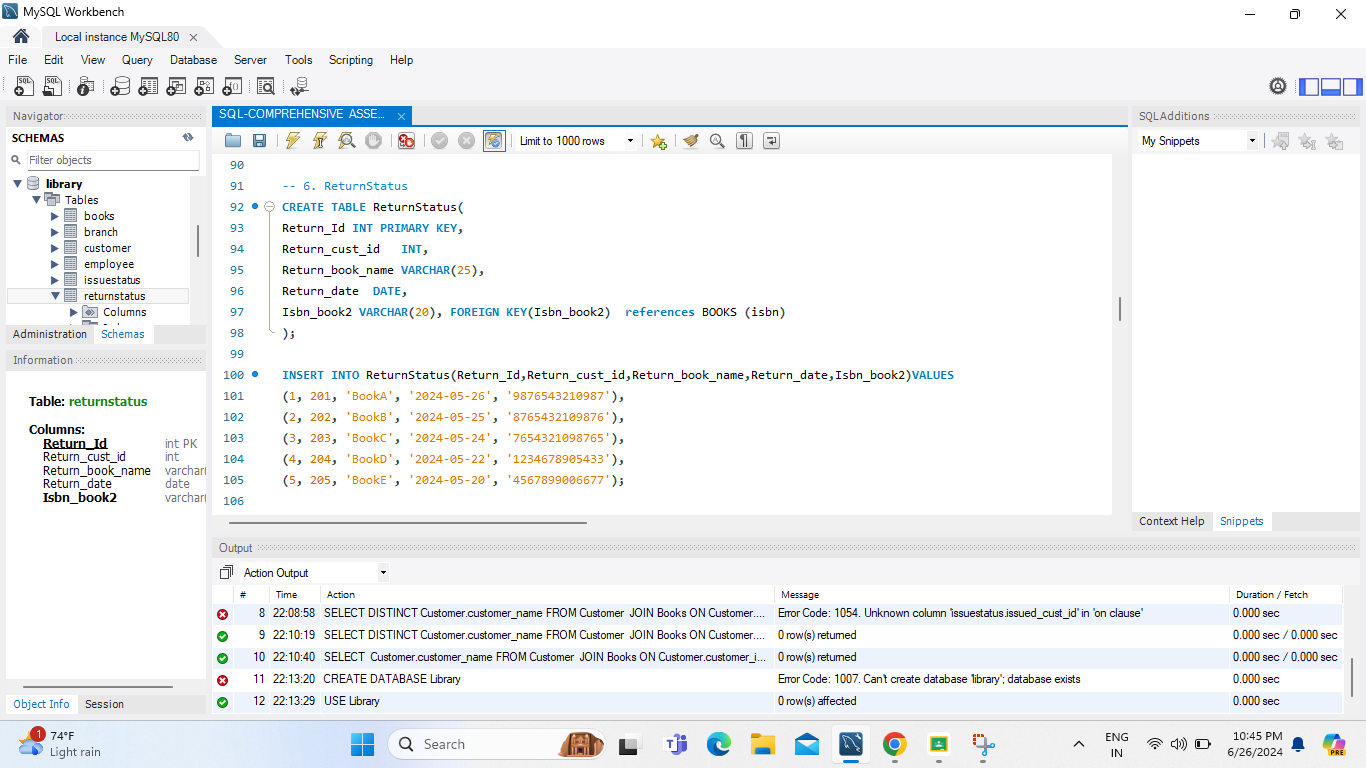 MySQL Workbench
Local instance MySQL80
File Edit View Query Database Server Tools Scripting Help
Navigator
SCHEMAS
Filter objects
library
Tables
books
branch
customer
employee
issuestatus
returnstatus
Columns
Administration Schemas
Information
Table: returnstatus
Columns:
Return_Id int PK
Return_cust_id int
Return_book_name varchar(
Return_date date
Isbn_book2 varchar(
Object Info Session
SQL-COMPREHENSIVE ASSE...
Limit to 1000 rows
90
91 -- 6. ReturnStatus
92 CREATE TABLE ReturnStatus(
93 Return_Id INT PRIMARY KEY,
94 Return_cust_id INT,
95 Return_book_name VARCHAR(25),
96 Return_date DATE,
97 Isbn_book2 VARCHAR(20), FOREIGN KEY(Isbn_book2) references BOOKS (isbn)
98 );
99
100 INSERT INTO ReturnStatus(Return_Id,Return_cust_id,Return_book_name,Return_date,Isbn_book2)VALUES
101 (1, 201, 'BookA', '2024-05-26', '9876543210987'),
102 (2, 202, 'BookB', '2024-05-25', '8765432109876'),
103 (3, 203, 'BookC', '2024-05-24', '7654321098765'),
104 (4, 204, 'BookD', '2024-05-22', '1234678905433'),
105 (5, 205, 'BookE', '2024-05-20', '4567899006677');
106
SQLAdditions
My Snippets
Context Help Snippets
Output
Action Output
# Time Action Message Duration / Fetch
8 22:08:58 SELECT DISTINCT Customer.customer_name FROM Customer JOIN Books ON Customer.... Error Code: 1054. Unknown column 'issuestatus.issued_cust_id' in 'on clause' 0.000 sec
9 22:10:19 SELECT DISTINCT Customer.customer_name FROM Customer JOIN Books ON Customer.... 0 row(s) returned 0.000 sec / 0.000 sec
10 22:10:40 SELECT Customer.customer_name FROM Customer JOIN Books ON Customer.customer_i... 0 row(s) returned 0.000 sec / 0.000 sec
11 22:13:20 CREATE DATABASE Library Error Code: 1007. Can't create database 'library'; database exists 0.000 sec
12 22:13:29 USE Library 0 row(s) affected 0.000 sec
1
74°F
Light rain
Search
PRE
ENG
IN
10:45 PM
6/26/2024